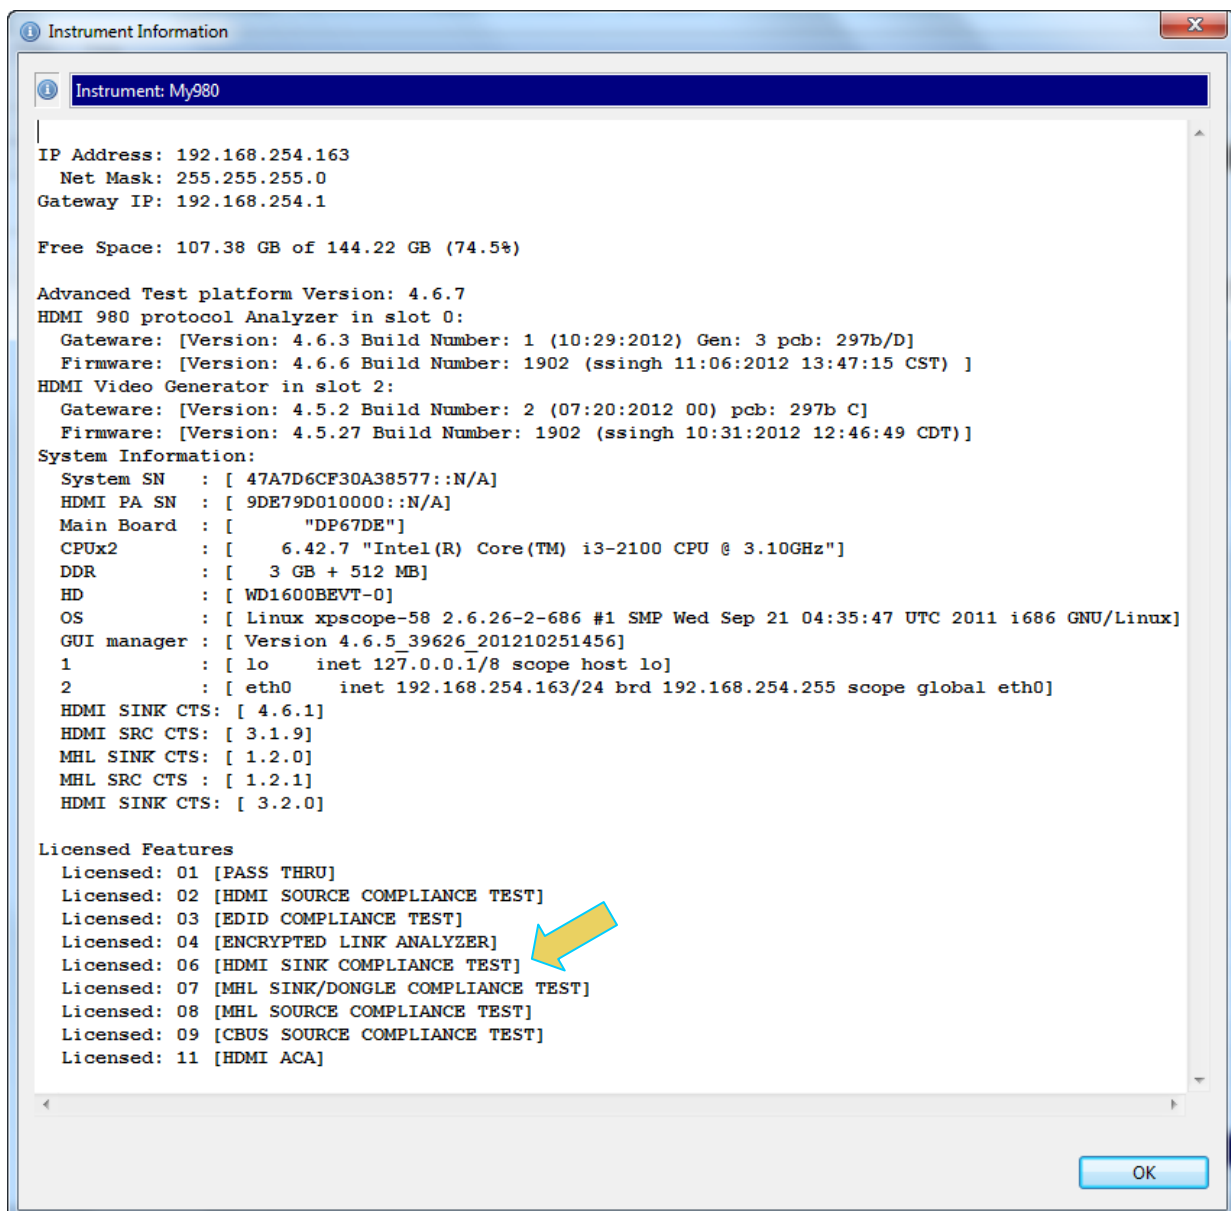 Instrument Information
Instrument: My980
IP Address: 192.168.254.163
Net Mask: 255.255.255.0
Gateway IP: 192.168.254.1
Free Space: 107.38 GB of 144.22 GB (74.5%)
Advanced Test platform Version: 4.6.7
HDMI 980 protocol Analyzer in slot 0:
Gateware: [Version: 4.6.3 Build Number: 1 (10:29:2012) Gen: 3 pcb: 297b/D]
Firmware: [Version: 4.6.6 Build Number: 1902 (ssingh 11:06:2012 13:47:15 CST) ]
HDMI Video Generator in slot 2:
Gateware: [Version: 4.5.2 Build Number: 2 (07:20:2012 00) pcb: 297b C]
Firmware: [Version: 4.5.27 Build Number: 1902 (ssingh 10:31:2012 12:46:49 CDT)]
System Information:
System SN : [ 47A7D6CF30A38577::N/A]
HDMI PA SN : [ 9DE79D010000::N/A]
Main Board : [ "DP67DE"]
CPUx2 : [ 6.42.7 "Intel(R) Core(TM) i3-2100 CPU @ 3.10GHz"]
DDR : [ 3 GB + 512 MB]
HD : [ WD1600BEVT-0]
OS : [ Linux xpscope-58 2.6.26-2-686 #1 SMP Wed Sep 21 04:35:47 UTC 2011 i686 GNU/Linux]
GUI manager : [ Version 4.6.5_39626_201210251456]
1 : [ lo inet 127.0.0.1/8 scope host lo]
2 : [ eth0 inet 192.168.254.163/24 brd 192.168.254.255 scope global eth0]
HDMI SINK CTS: [ 4.6.1]
HDMI SRC CTS: [ 3.1.9]
MHL SINK CTS: [ 1.2.0]
MHL SRC CTS : [ 1.2.1]
HDMI SINK CTS: [ 3.2.0]
Licensed Features
Licensed: 01 [PASS THRU]
Licensed: 02 [HDMI SOURCE COMPLIANCE TEST]
Licensed: 03 [EDID COMPLIANCE TEST]
Licensed: 04 [ENCRYPTED LINK ANALYZER]
Licensed: 06 [HDMI SINK COMPLIANCE TEST]
Licensed: 07 [MHL SINK/DONGLE COMPLIANCE TEST]
Licensed: 08 [MHL SOURCE COMPLIANCE TEST]
Licensed: 09 [CBUS SOURCE COMPLIANCE TEST]
Licensed: 11 [HDMI ACA]
OK